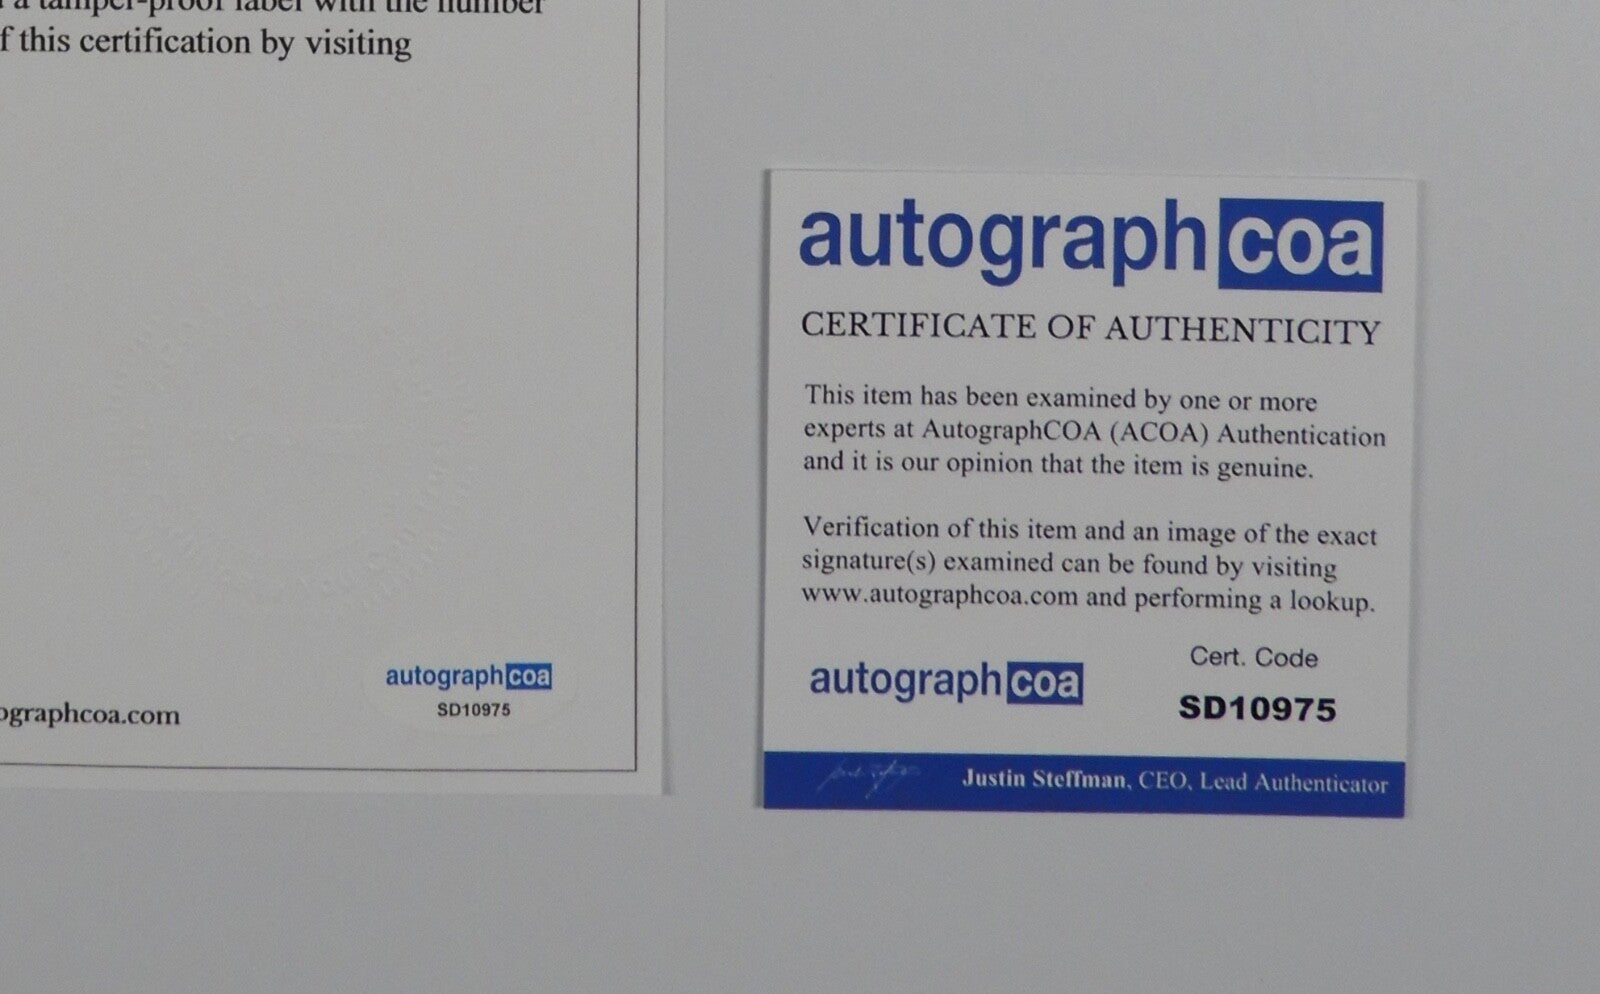 a tamper-proof label with the number
f this certification by visiting
autographcoa
SD10975
ographcoa.com
autographcoa
CERTIFICATE OF AUTHENTICITY
This item has been examined by one or more
experts at AutographCOA (ACOA) Authentication
and it is our opinion that the item is genuine.
Verification of this item and an image of the exact
signature(s) examined can be found by visiting
www.autographcoa.com and performing a lookup.
autographcoa
Cert. Code
SD10975
Justin Steffman, CEO, Lead Authenticator